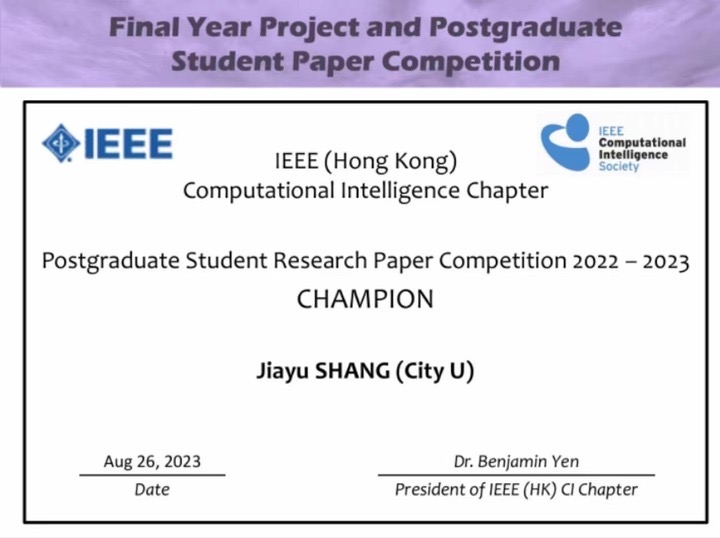 Final Year Project and Postgraduate
Student Paper Competition
IEEE
IEEE
Computational
Intelligence
Society
IEEE (Hong Kong)
Computational Intelligence Chapter
Postgraduate Student Research Paper Competition 2022 – 2023
CHAMPION
Jiayu SHANG (City U)
Aug 26, 2023
Date
Dr. Benjamin Yen
President of IEEE (HK) CI Chapter